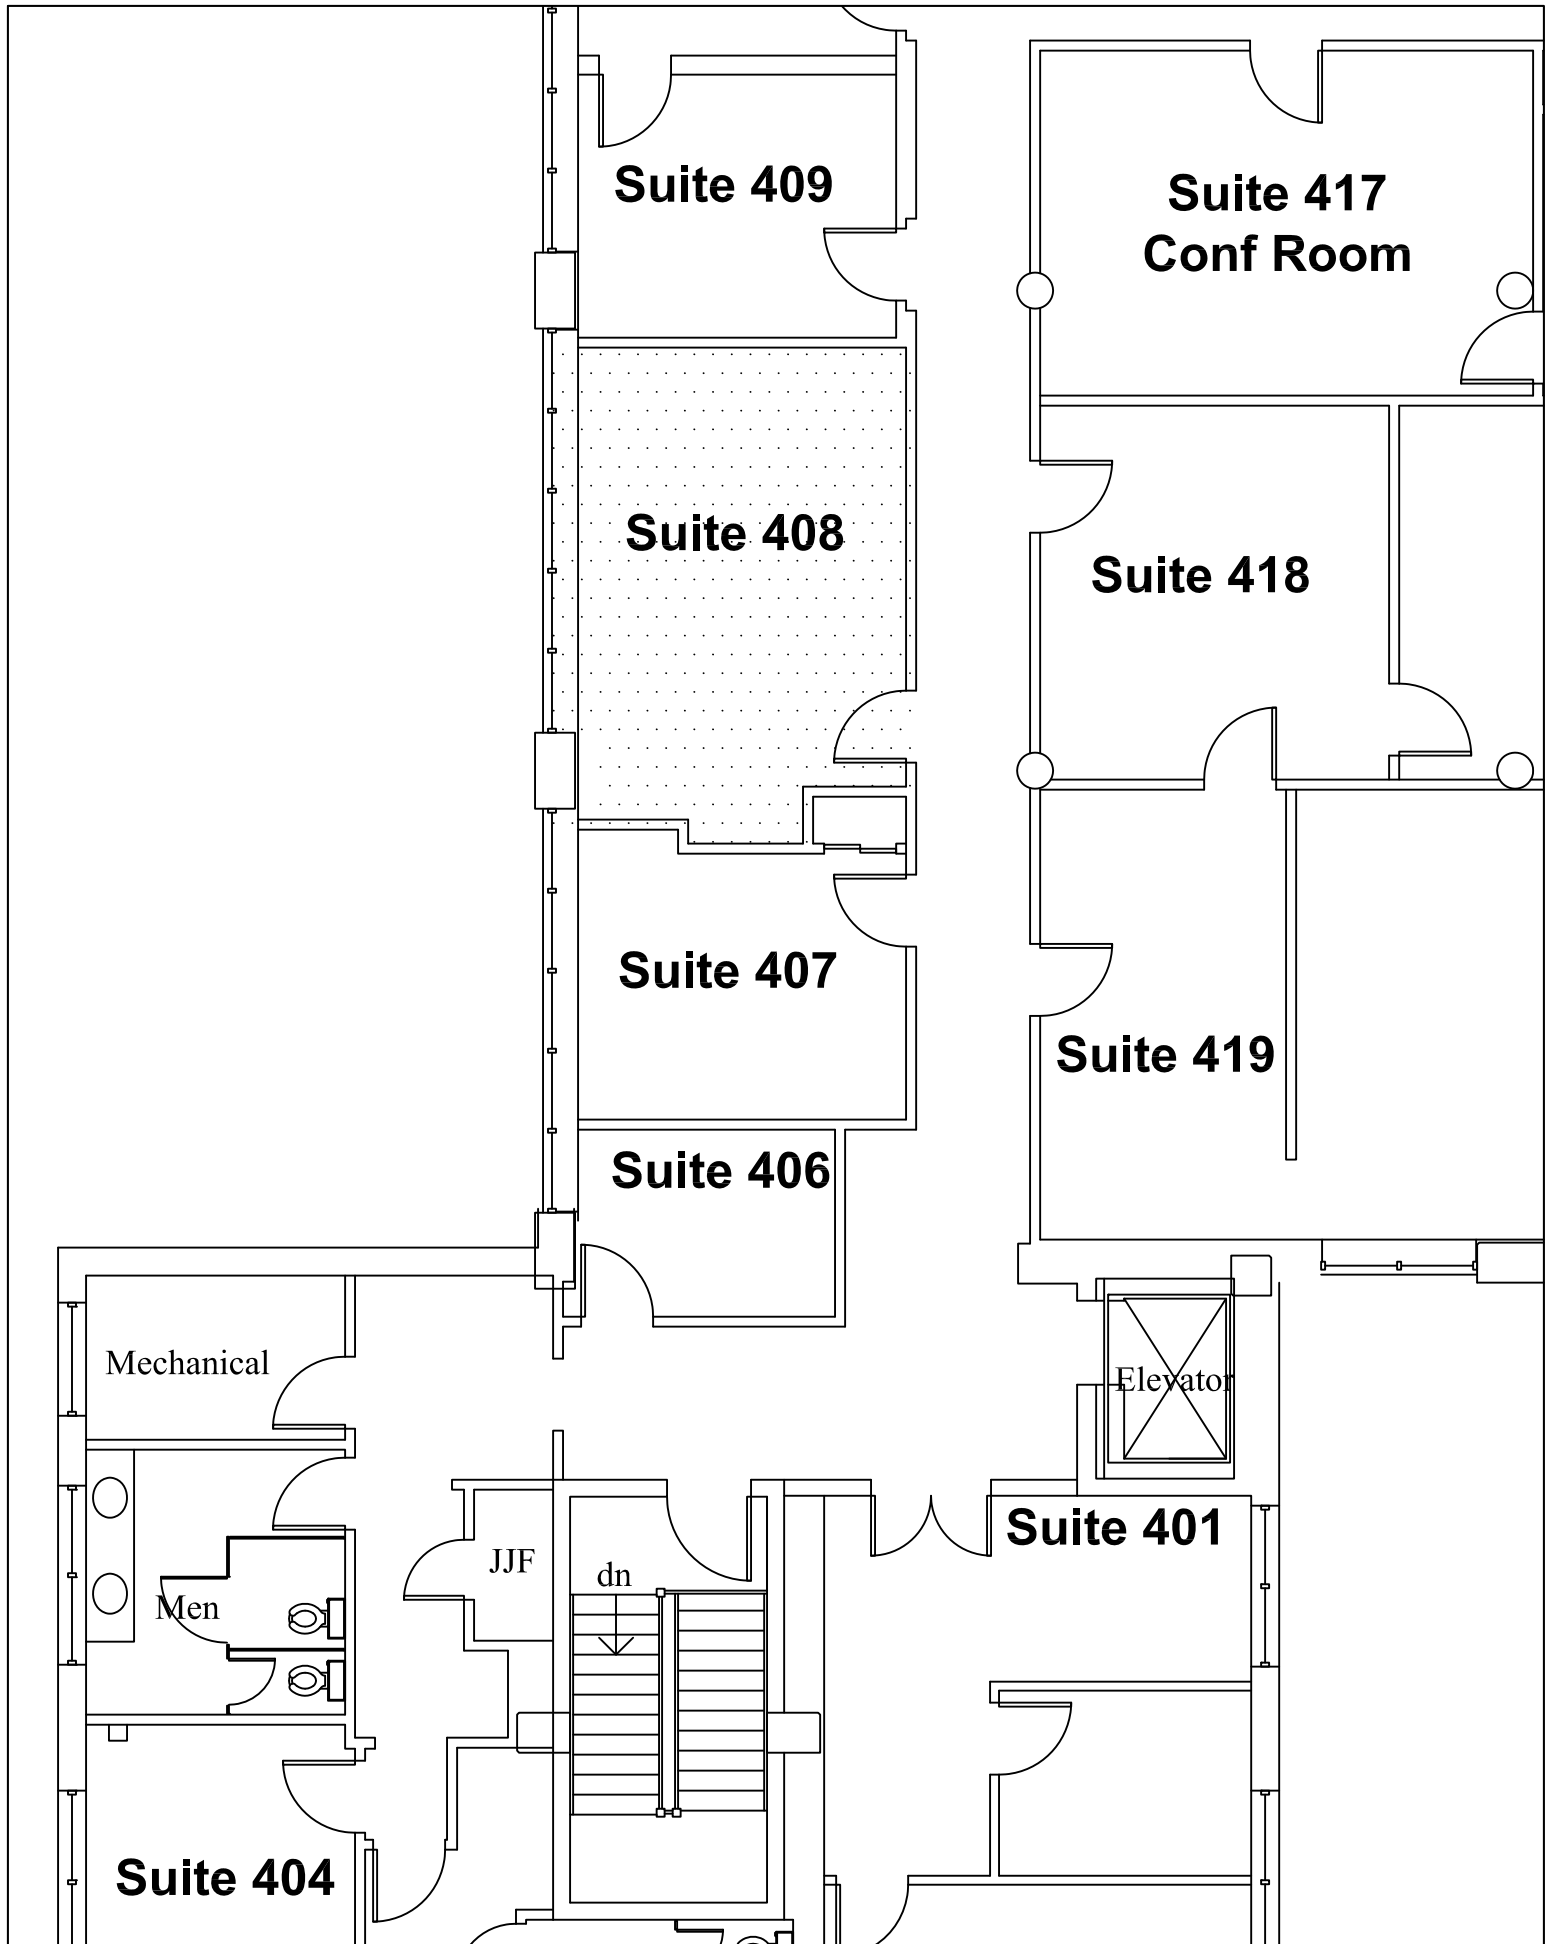 Suite 409
Suite 417
Conf Room
Suite 408
Suite 418
Suite 407
Suite 419
Suite 406
Mechanical
Elevator
Suite 401
JJF
dn
Men
Suite 404